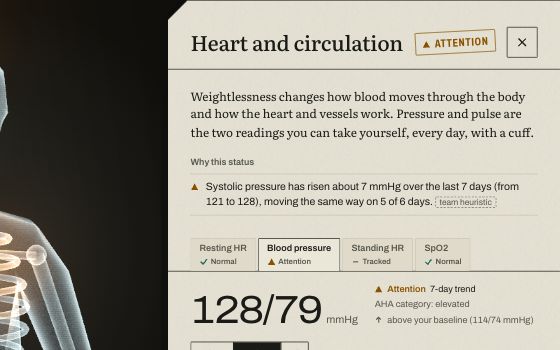 Heart and circulation
▲ ATTENTION
×
Weightlessness changes how blood moves through the body
and how the heart and vessels work. Pressure and pulse are
the two readings you can take yourself, every day, with a cuff.
Why this status
▲ Systolic pressure has risen about 7 mmHg over the last 7 days (from
121 to 128), moving the same way on 5 of 6 days. team heuristic
Resting HR
✓ Normal
Blood pressure
▲ Attention
Standing HR
– Tracked
SpO2
✓ Normal
128/79 mmHg
▲ Attention 7-day trend
AHA category: elevated
↑ above your baseline (114/74 mmHg)